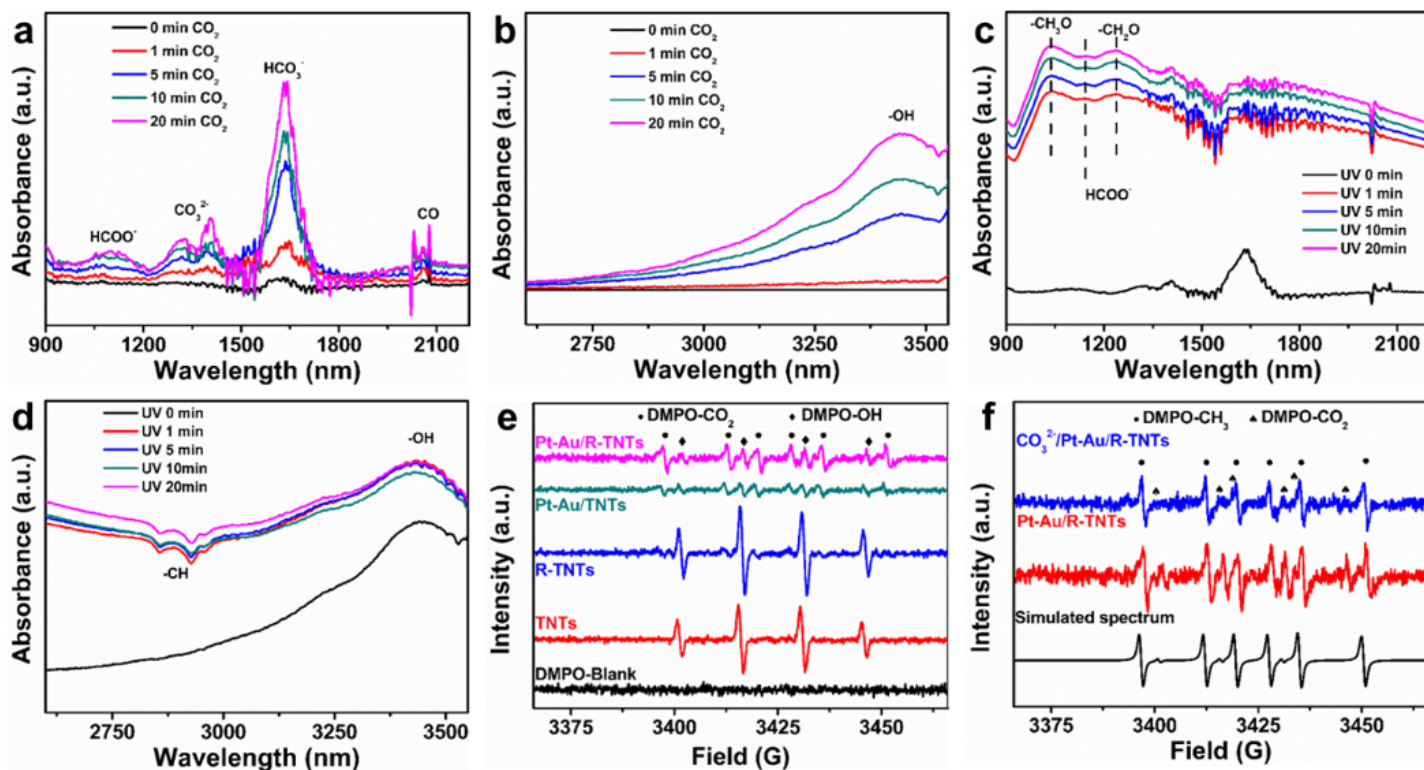 a
0 min CO₂
1 min CO₂
5 min CO₂
10 min CO₂
20 min CO₂
HCO₃⁻
HCOO⁻
CO₃²⁻
CO
Absorbance (a.u.)
900 1200 1500 1800 2100
Wavelength (nm)
b
0 min CO₂
1 min CO₂
5 min CO₂
10 min CO₂
20 min CO₂
-OH
Absorbance (a.u.)
2750 3000 3250 3500
Wavelength (nm)
c
-CH₃O
-CH₂O
HCOO⁻
UV 0 min
UV 1 min
UV 5 min
UV 10min
UV 20min
Absorbance (a.u.)
900 1200 1500 1800 2100
Wavelength (nm)
d
UV 0 min
UV 1 min
UV 5 min
UV 10min
UV 20min
-OH
-CH
Absorbance (a.u.)
2750 3000 3250 3500
Wavelength (nm)
e
• DMPO-CO₂ ♦ DMPO-OH
Pt-Au/R-TNTs
Pt-Au/TNTs
R-TNTs
TNTs
DMPO-Blank
Intensity (a.u.)
3375 3400 3425 3450
Field (G)
f
• DMPO-CH₃ ♠ DMPO-CO₂
CO₃²⁻/Pt-Au/R-TNTs
Pt-Au/R-TNTs
Simulated spectrum
Intensity (a.u.)
3375 3400 3425 3450
Field (G)